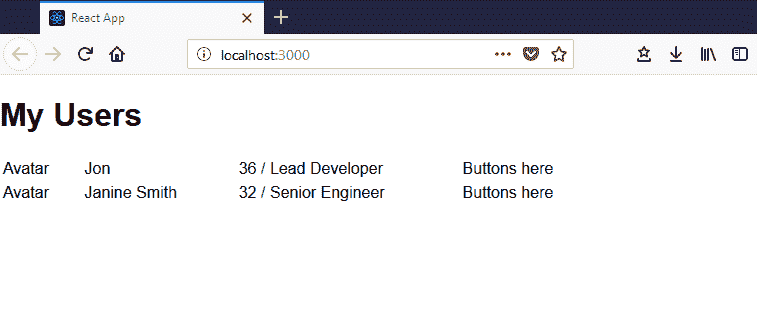 React App
localhost:3000
My Users
Avatar Jon 36 / Lead Developer Buttons here
Avatar Janine Smith 32 / Senior Engineer Buttons here